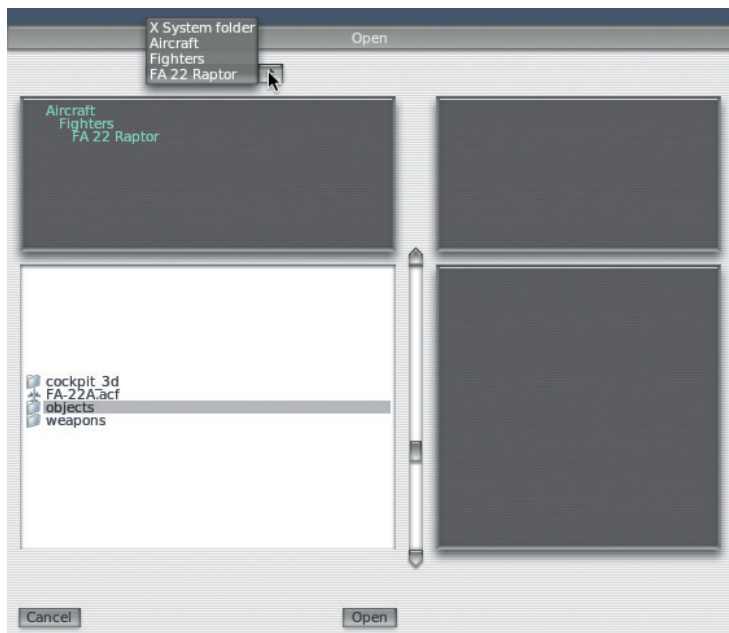 X System folder
Open
Aircraft
Fighters
FA 22 Raptor
Aircraft
Fighters
FA 22 Raptor
cockpit_3d
FA-22A.acf
objects
weapons
Cancel
Open